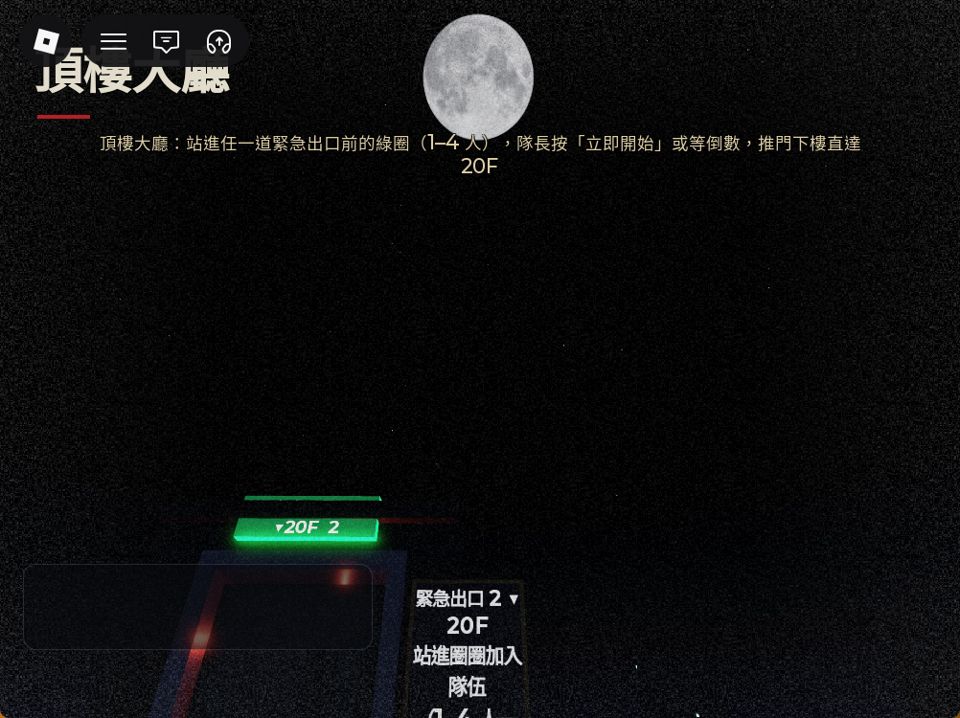 頂樓大廳
頂樓大廳：站進任一道緊急出口前的綠圈（1–4 人），隊長按「立即開始」或等倒數，推門下樓直達
20F
▼20F 2
緊急出口 2 ▼
20F
站進圈圈加入
隊伍